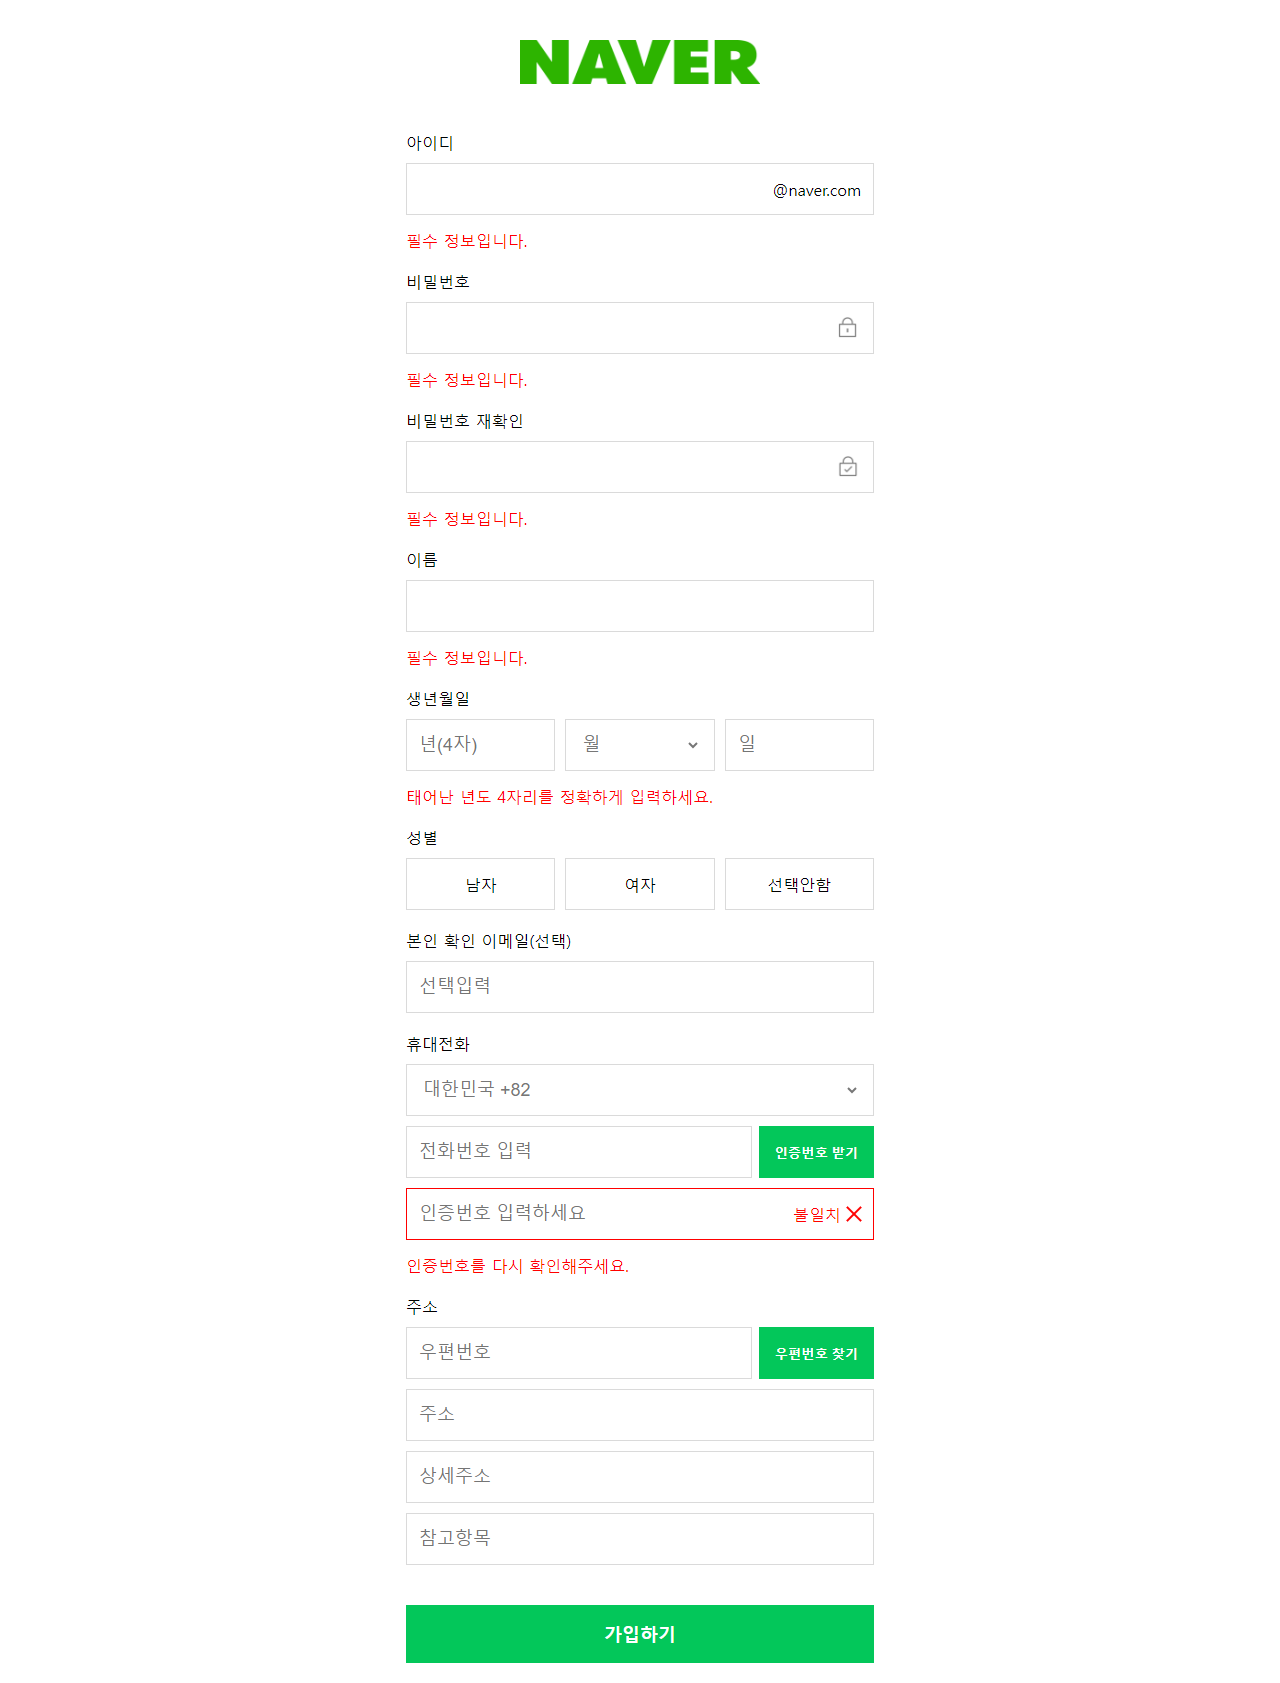 NAVER
아이디
@naver.com
필수 정보입니다.
비밀번호
필수 정보입니다.
비밀번호 재확인
필수 정보입니다.
이름
필수 정보입니다.
생년월일
년(4자) 월 일
태어난 년도 4자리를 정확하게 입력하세요.
성별
남자 여자 선택안함
본인 확인 이메일(선택)
선택입력
휴대전화
대한민국 +82
전화번호 입력 인증번호 받기
인증번호 입력하세요 불일치
인증번호를 다시 확인해주세요.
주소
우편번호 우편번호 찾기
주소
상세주소
참고항목
가입하기